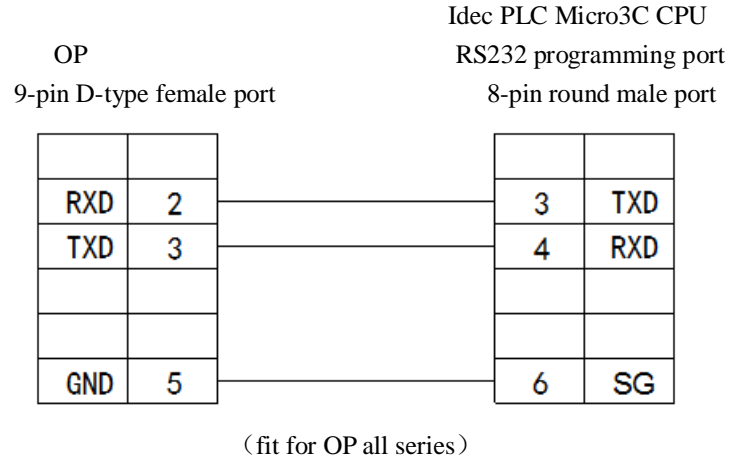 Idec PLC Micro3C CPU
OP RS232 programming port
9-pin D-type female port 8-pin round male port
RXD 2 3 TXD
TXD 3 4 RXD
GND 5 6 SG
（fit for OP all series）